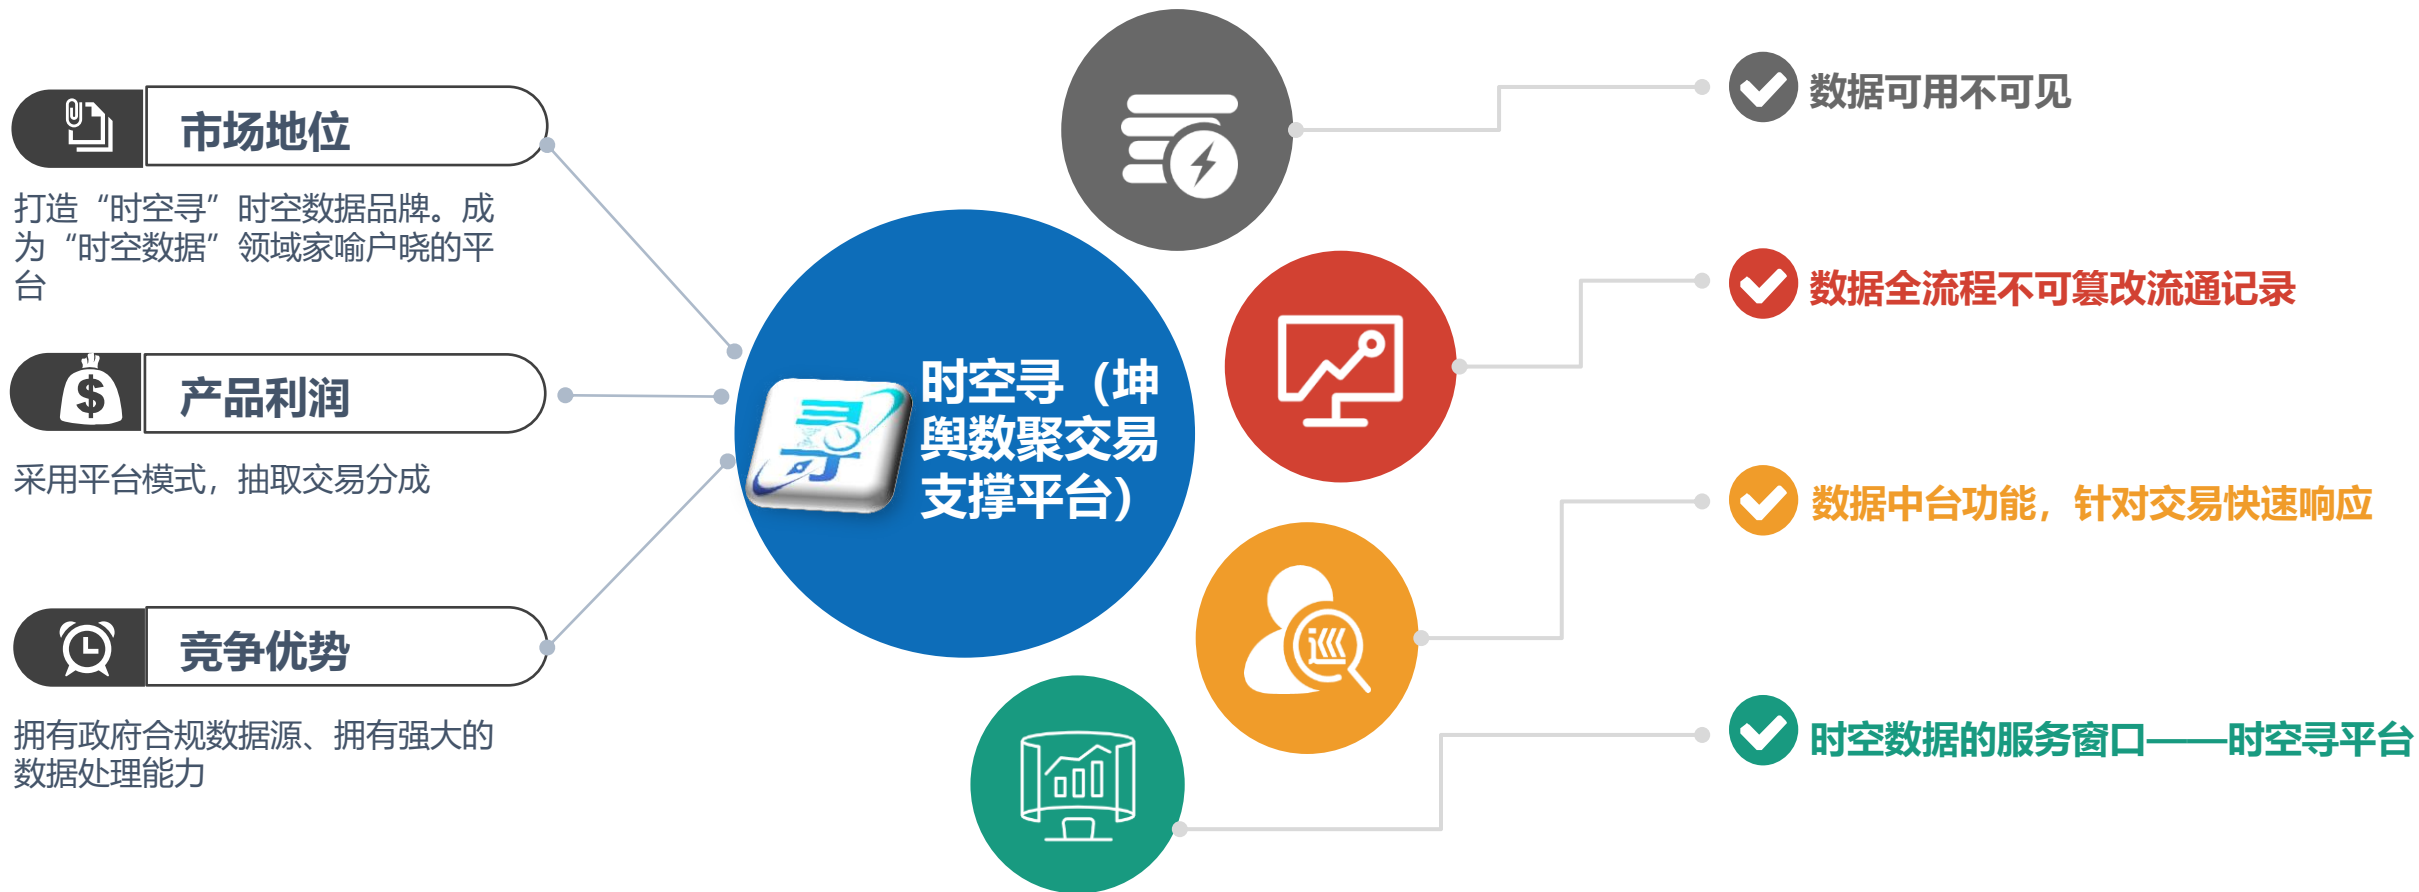 市场地位
打造“时空寻”时空数据品牌。成
为“时空数据”领域家喻户晓的平
台
产品利润
采用平台模式，抽取交易分成
竞争优势
拥有政府合规数据源、拥有强大的
数据处理能力
寻
时空寻（坤
舆数聚交易
支撑平台）
数据可用不可见
数据全流程不可篡改流通记录
数据中台功能，针对交易快速响应
时空数据的服务窗口——时空寻平台